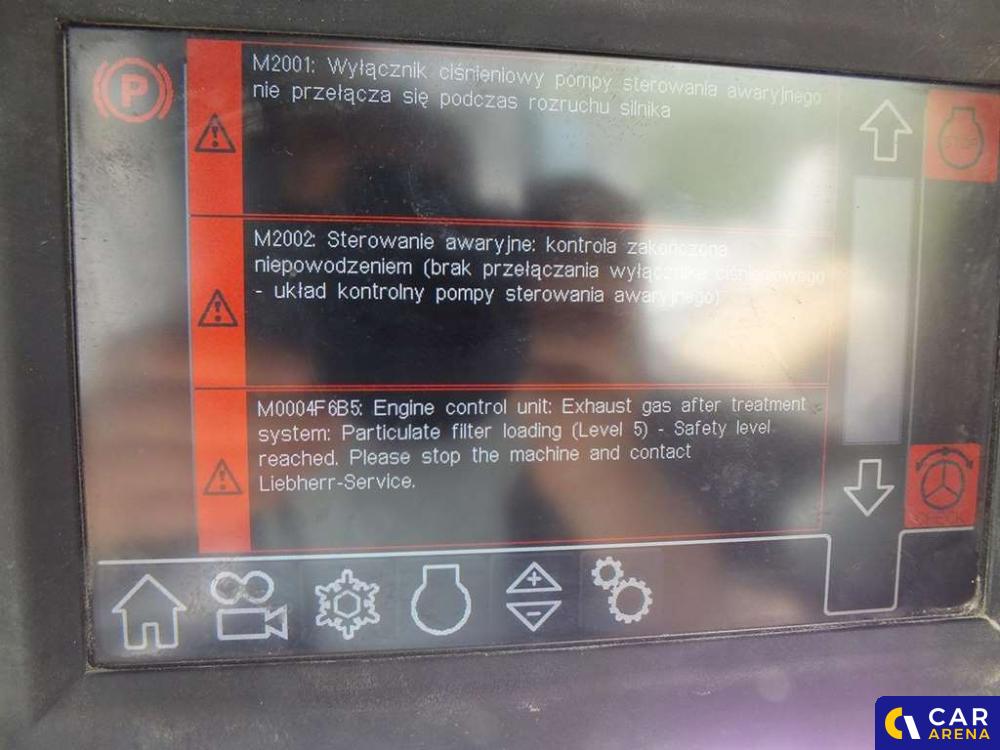 M2001: Wyłącznik ciśnieniowy pompy sterowania awaryjnego
nie przełącza się podczas rozruchu silnika
M2002: Sterowanie awaryjne: kontrola zakończona
niepowodzeniem (brak przełączania wyłącznika ciśnieniowego
- układ kontrolny pompy sterowania awaryjnego)
M0004F6B5: Engine control unit: Exhaust gas after treatment
system: Particulate filter loading (Level 5) - Safety level
reached. Please stop the machine and contact
Liebherr-Service.
P
STOP
CHECK
CAR
ARENA